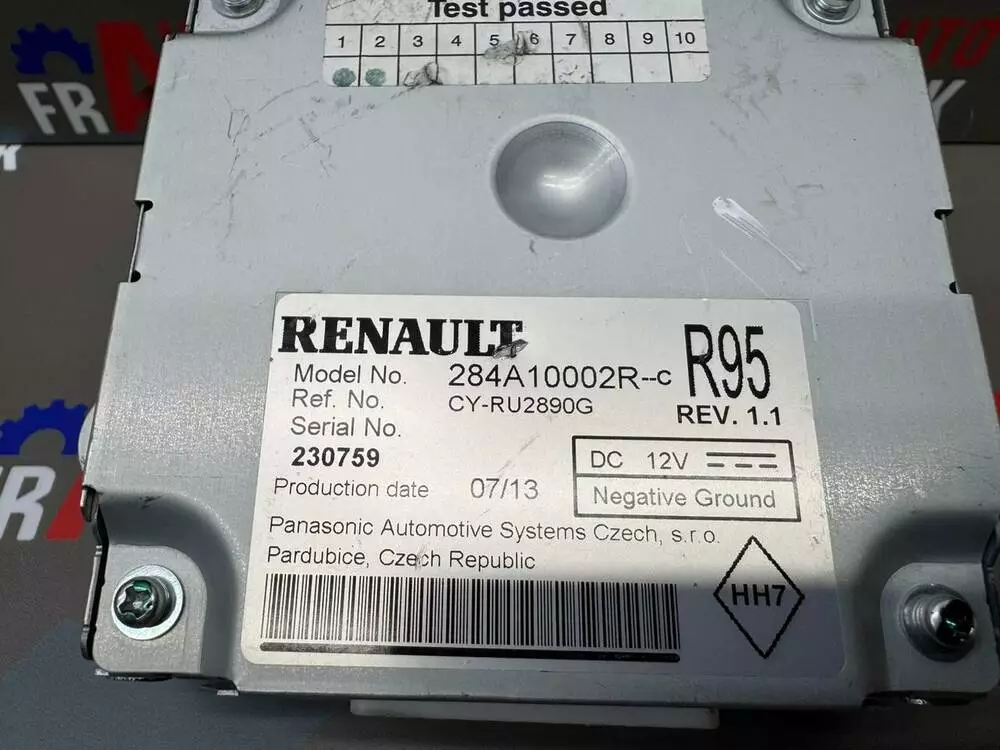 Test passed
1 2 3 4 5 6 7 8 9 10
FRA
AUTO
K
RENAULT
R95
Model No. 284A10002R--c
Ref. No. CY-RU2890G
REV. 1.1
Serial No.
230759
DC 12V
Production date 07/13
Negative Ground
Panasonic Automotive Systems Czech, s.r.o.
Pardubice, Czech Republic
HH7